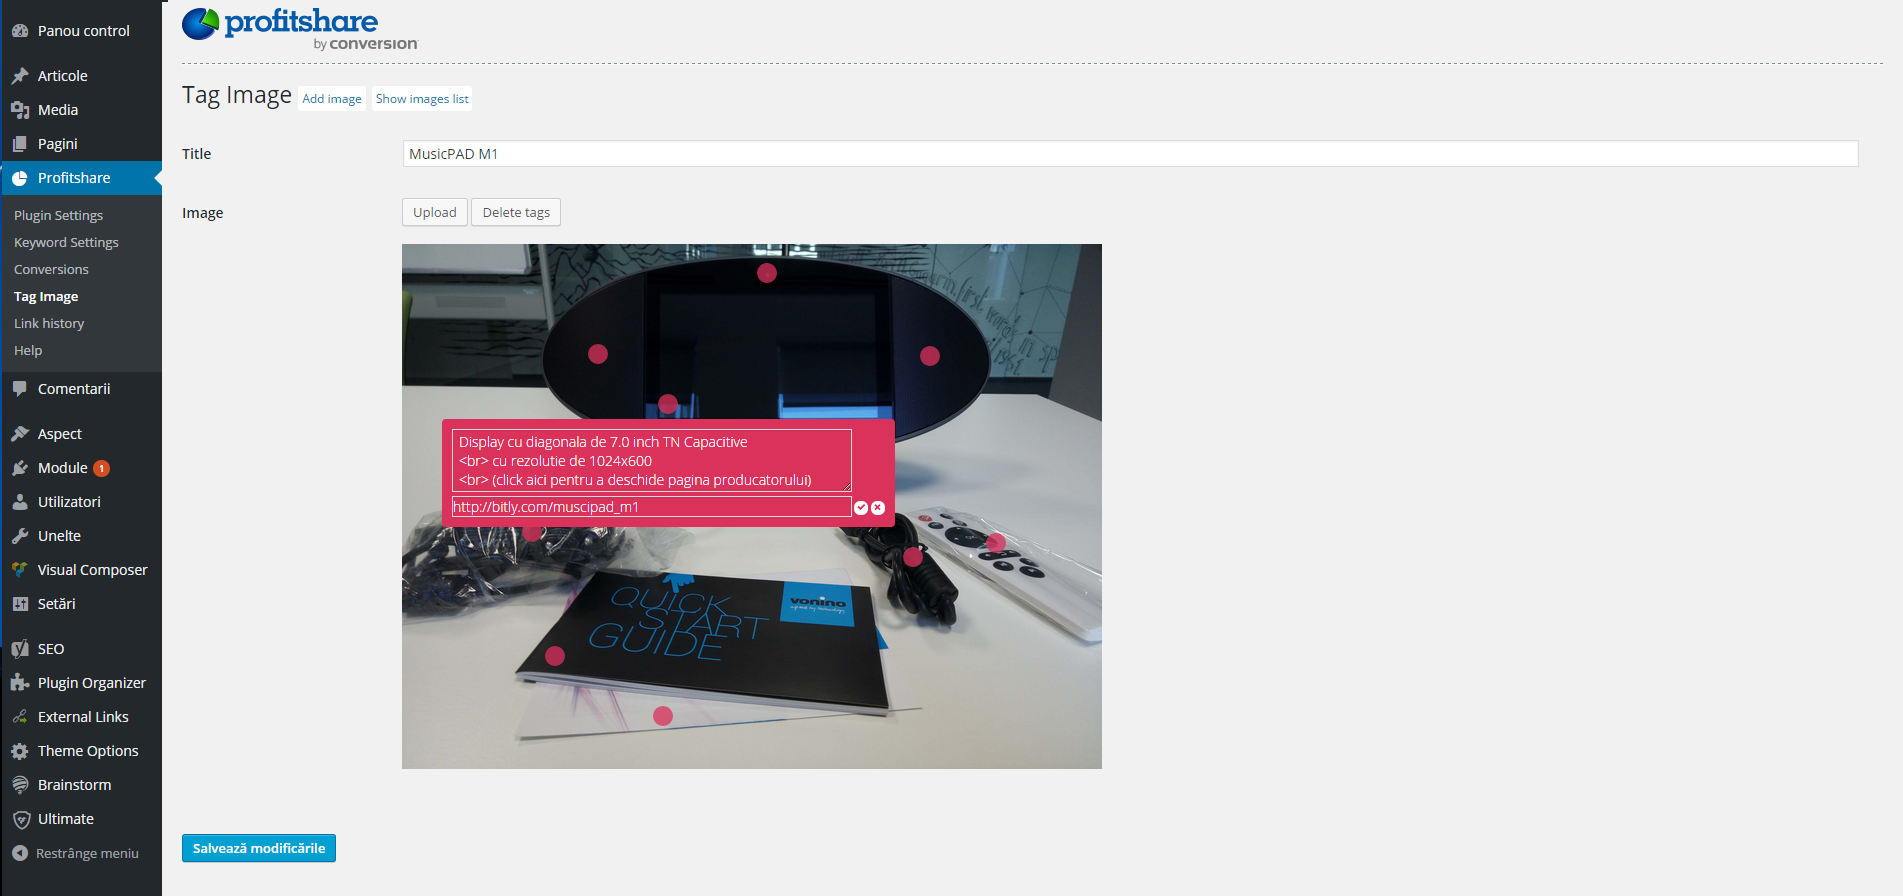 Panou control
Articole
Media
Pagini
Profitshare
Plugin Settings
Keyword Settings
Conversions
Tag Image
Link history
Help
Comentarii
Aspect
Module 1
Utilizatori
Unelte
Visual Composer
Setări
SEO
Plugin Organizer
External Links
Theme Options
Brainstorm
Ultimate
Restrânge meniu
profitshare
by conversion
Tag Image Add image Show images list
Title MusicPAD M1
Image Upload Delete tags
first words
in sp
Display cu diagonala de 7.0 inch TN Capacitive
<br> cu rezolutie de 1024x600
<br> (click aici pentru a deschide pagina producatorului)
http://bitly.com/muscipad_m1
QUICK
START
GUIDE
vonino
Salvează modificările